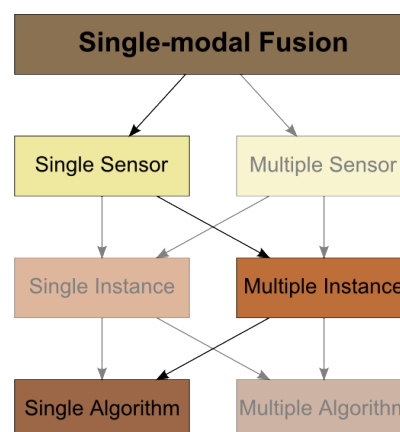 Single-modal Fusion
Single Sensor
Multiple Sensor
Single Instance
Multiple Instance
Single Algorithm
Multiple Algorithm